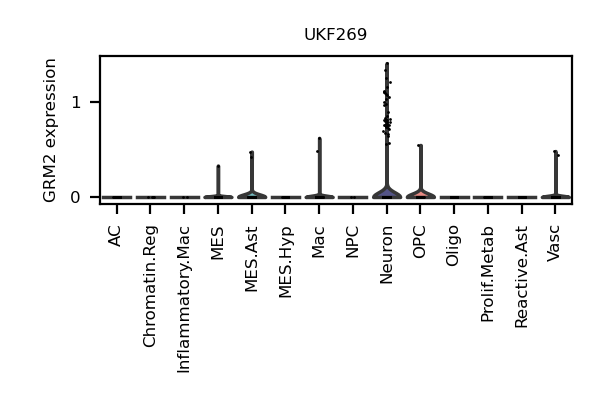 UKF269
GRM2 expression
1
0
AC
Chromatin.Reg
Inflammatory.Mac
MES
MES.Ast
MES.Hyp
Mac
NPC
Neuron
OPC
Oligo
Prolif.Metab
Reactive.Ast
Vasc